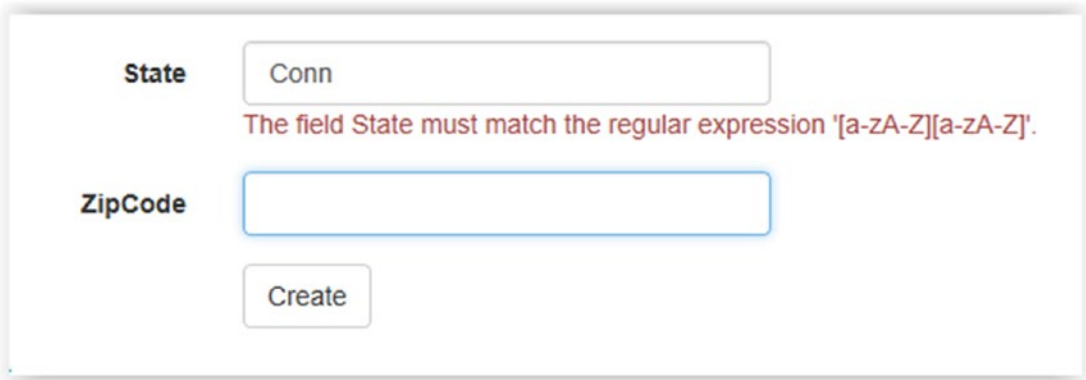 State Conn
The field State must match the regular expression '[a-zA-Z][a-zA-Z]'.
ZipCode
Create